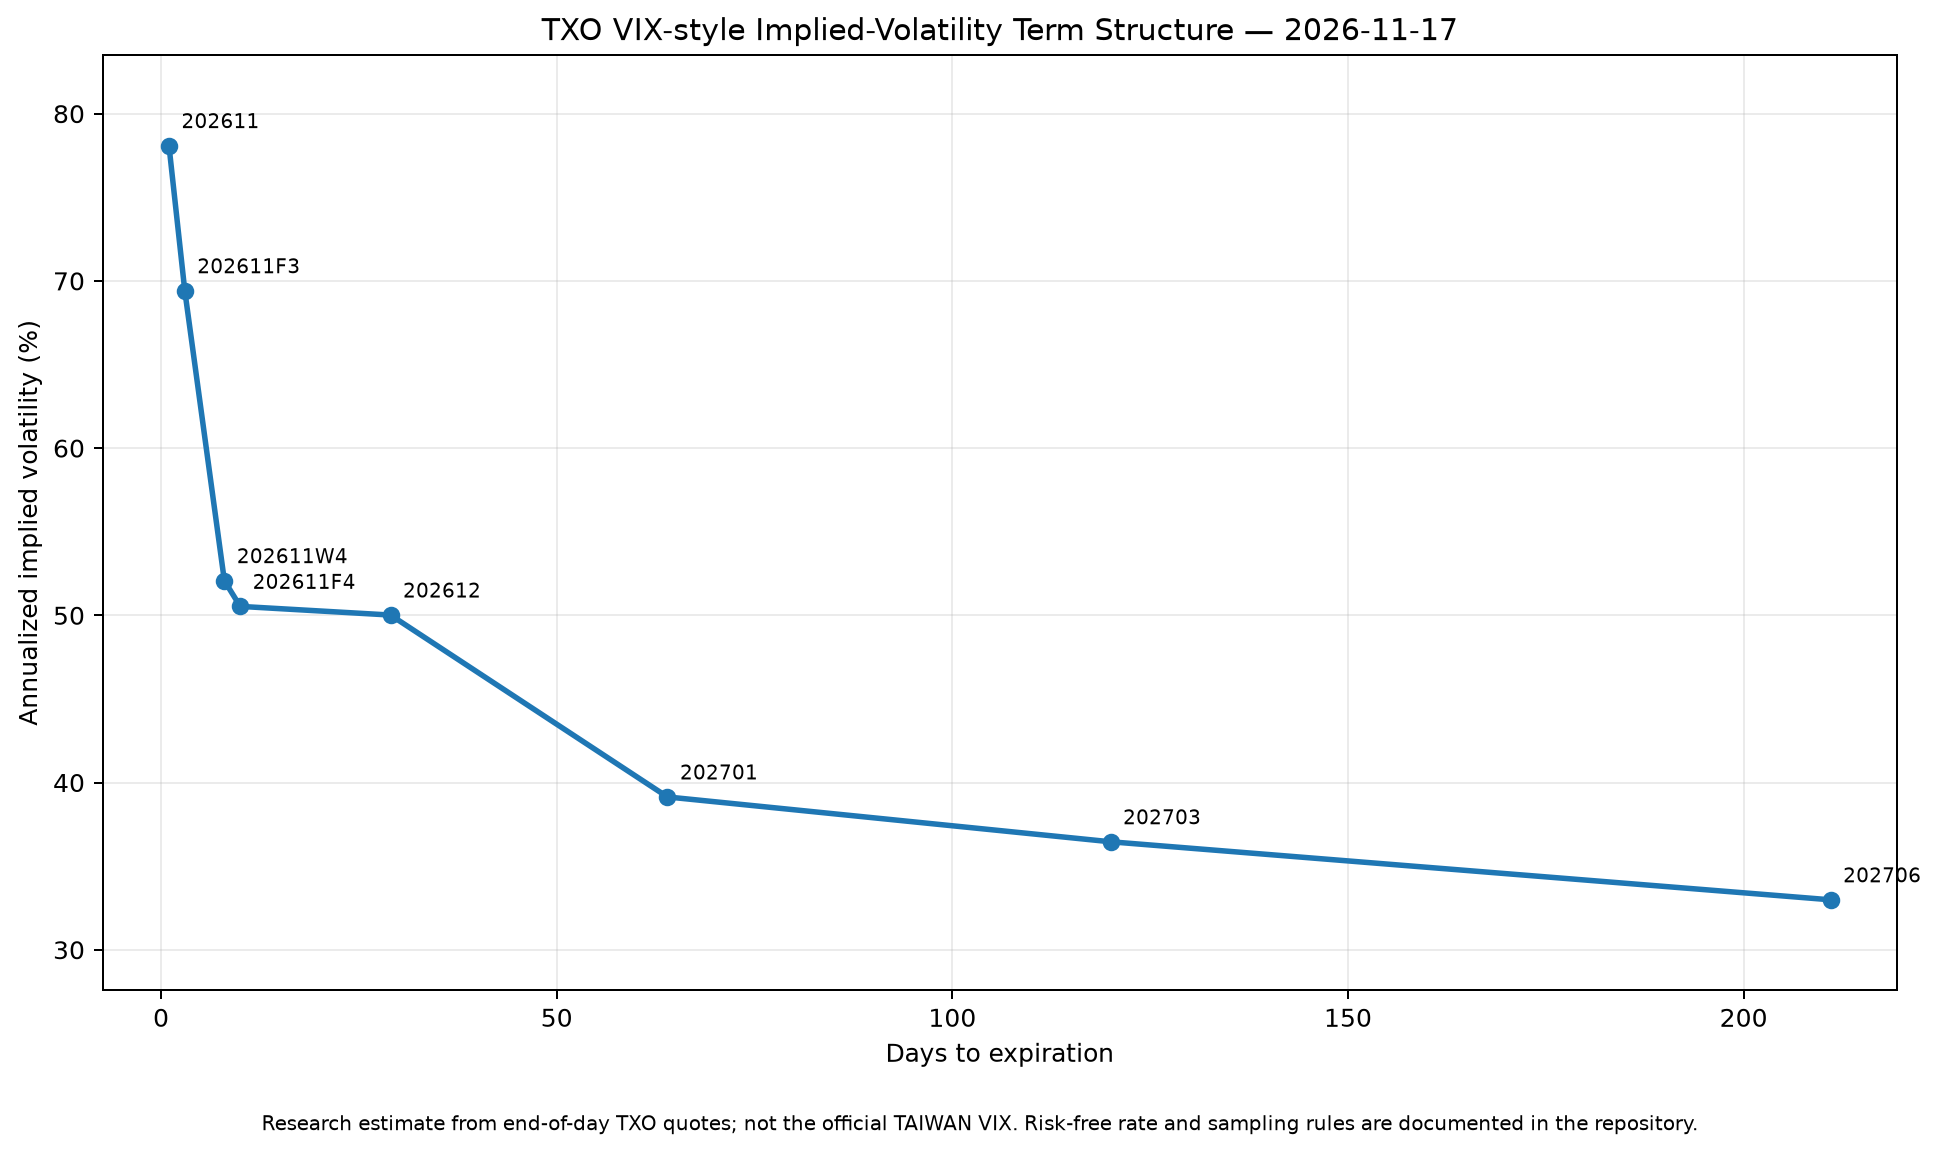 TXO VIX-style Implied-Volatility Term Structure — 2026-11-17
80
70
60
50
40
30
Annualized implied volatility (%)
202611
202611F3
202611W4
202611F4
202612
202701
202703
202706
0
50
100
150
200
Days to expiration
Research estimate from end-of-day TXO quotes; not the official TAIWAN VIX. Risk-free rate and sampling rules are documented in the repository.